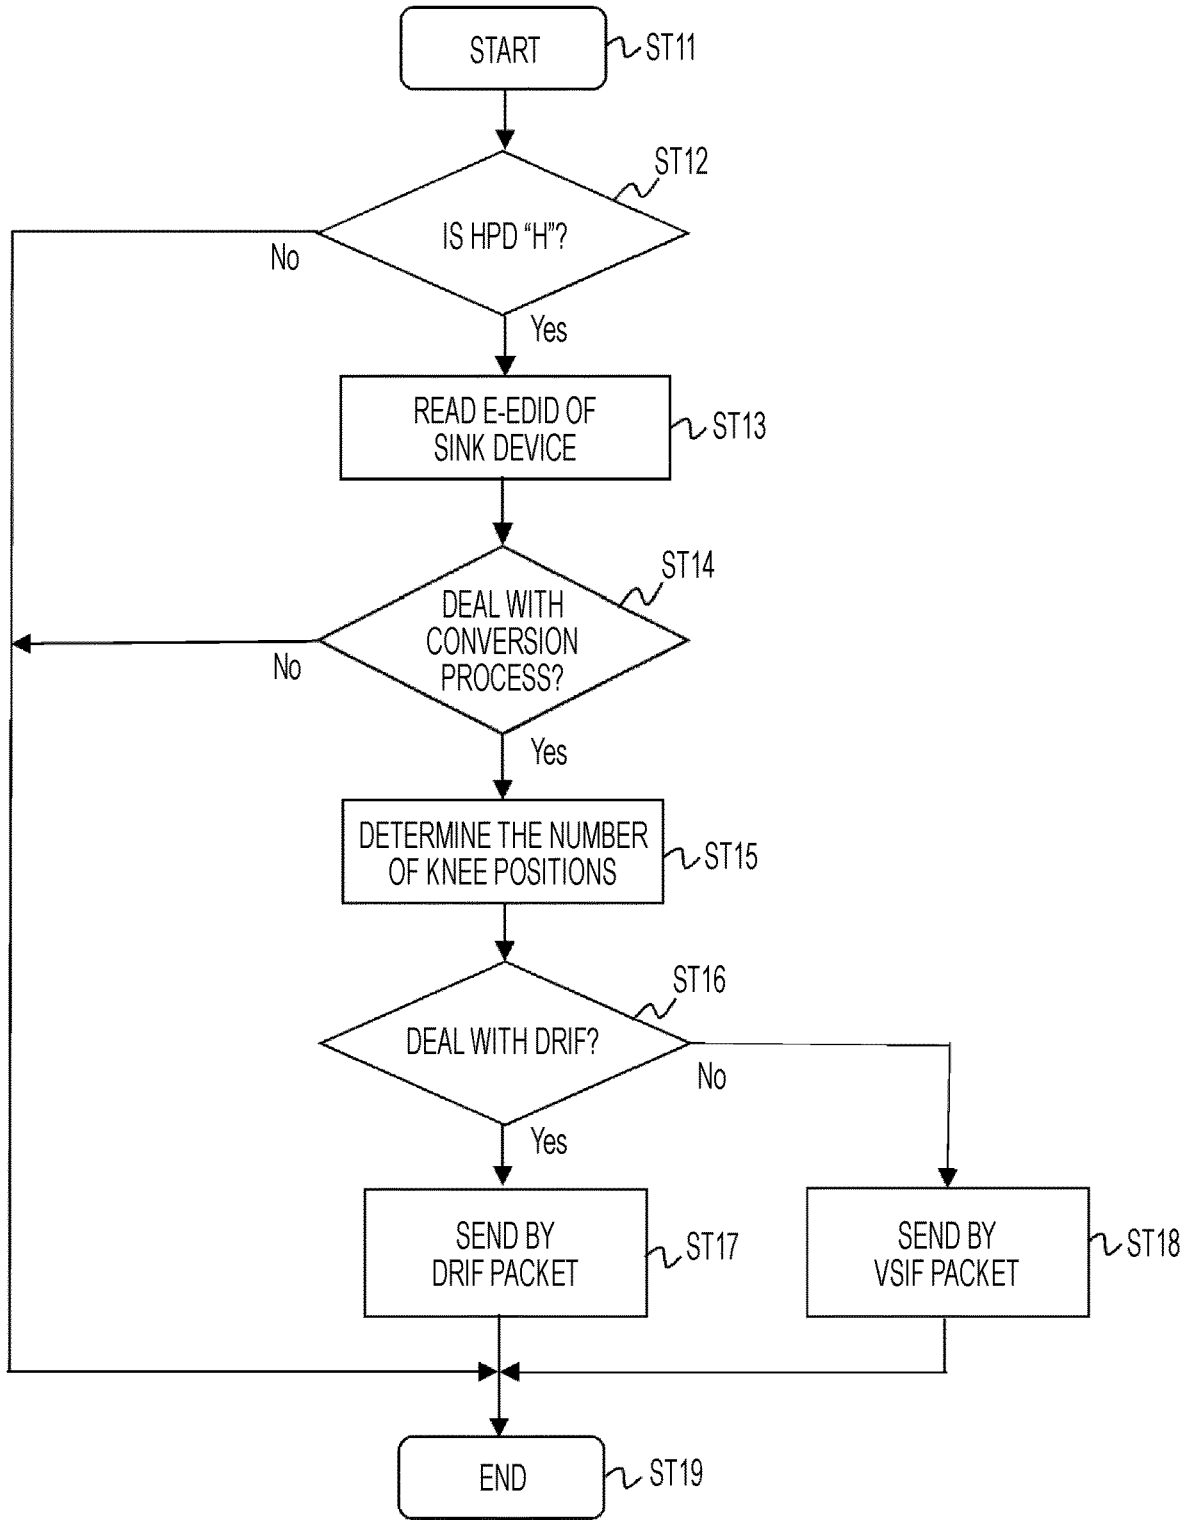 START
ST11
ST12
IS HPD “H”?
No
Yes
READ E-EDID OF
SINK DEVICE
ST13
ST14
DEAL WITH
CONVERSION
PROCESS?
No
Yes
DETERMINE THE NUMBER
OF KNEE POSITIONS
ST15
ST16
DEAL WITH DRIF?
No
Yes
SEND BY
DRIF PACKET
ST17
SEND BY
VSIF PACKET
ST18
END
ST19